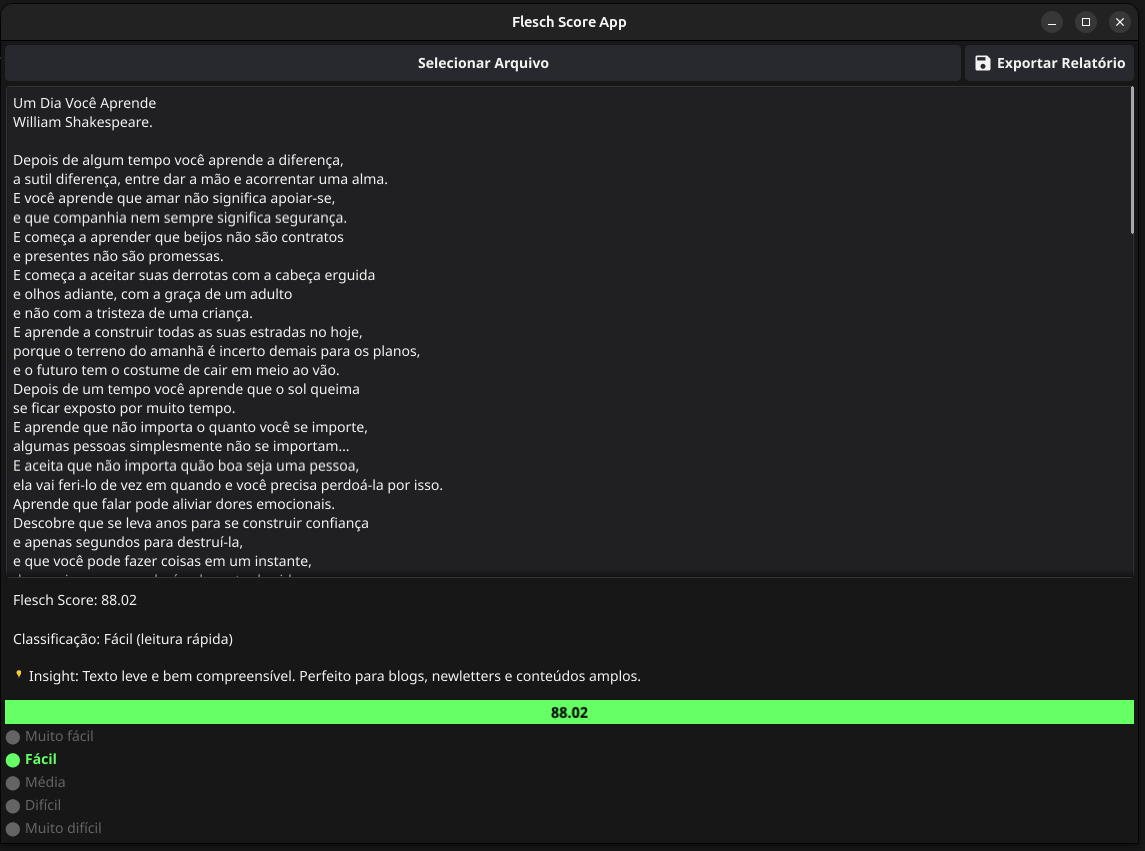 Flesch Score App
Selecionar Arquivo
Exportar Relatório
Um Dia Você Aprende
William Shakespeare.
Depois de algum tempo você aprende a diferença,
a sutil diferença, entre dar a mão e acorrentar uma alma.
E você aprende que amar não significa apoiar-se,
e que companhia nem sempre significa segurança.
E começa a aprender que beijos não são contratos
e presentes não são promessas.
E começa a aceitar suas derrotas com a cabeça erguida
e olhos adiante, com a graça de um adulto
e não com a tristeza de uma criança.
E aprende a construir todas as suas estradas no hoje,
porque o terreno do amanhã é incerto demais para os planos,
e o futuro tem o costume de cair em meio ao vão.
Depois de um tempo você aprende que o sol queima
se ficar exposto por muito tempo.
E aprende que não importa o quanto você se importe,
algumas pessoas simplesmente não se importam...
E aceita que não importa quão boa seja uma pessoa,
ela vai feri-lo de vez em quando e você precisa perdoá-la por isso.
Aprende que falar pode aliviar dores emocionais.
Descobre que se leva anos para se construir confiança
e apenas segundos para destruí-la,
e que você pode fazer coisas em um instante,
Flesch Score: 88.02
Classificação: Fácil (leitura rápida)
Insight: Texto leve e bem compreensível. Perfeito para blogs, newletters e conteúdos amplos.
88.02
Muito fácil
Fácil
Média
Difícil
Muito difícil